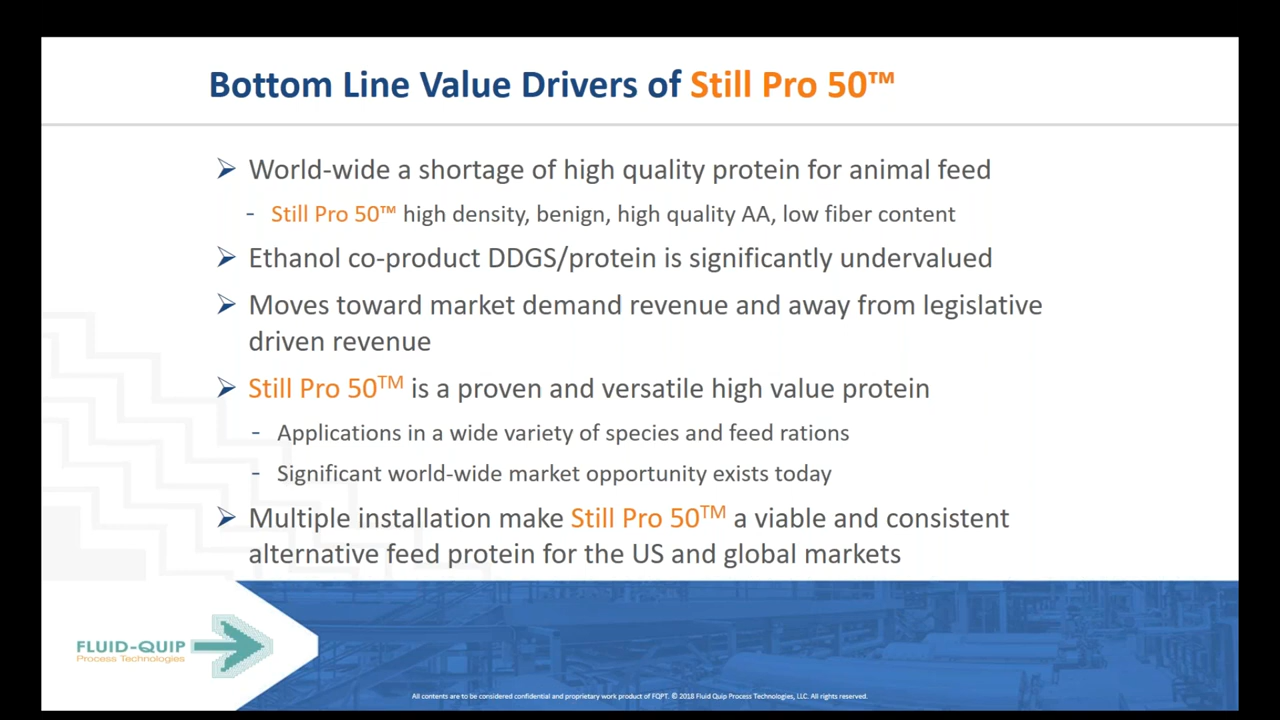 Bottom Line Value Drivers of Still Pro 50™
World-wide a shortage of high quality protein for animal feed
- Still Pro 50™ high density, benign, high quality AA, low fiber content
Ethanol co-product DDGS/protein is significantly undervalued
Moves toward market demand revenue and away from legislative
driven revenue
Still Pro 50TM is a proven and versatile high value protein
- Applications in a wide variety of species and feed rations
- Significant world-wide market opportunity exists today
Multiple installation make Still Pro 50TM a viable and consistent
alternative feed protein for the US and global markets
FLUID-QUIP
Process Technologies
All contents are to be considered confidential and proprietary work product of FQPT. © 2018 Fluid Quip Process Technologies, LLC. All rights reserved.